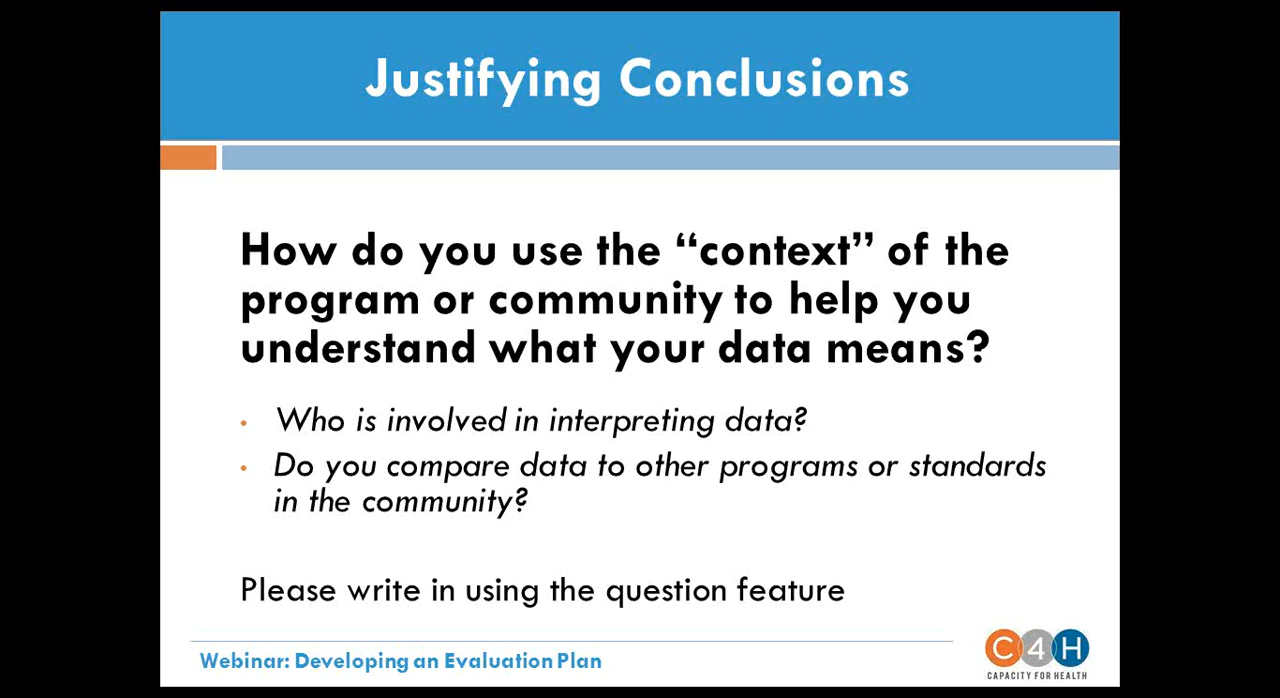 Justifying Conclusions
How do you use the “context” of the
program or community to help you
understand what your data means?
• Who is involved in interpreting data?
• Do you compare data to other programs or standards
in the community?
Please write in using the question feature
Webinar: Developing an Evaluation Plan
C4H
CAPACITY FOR HEALTH